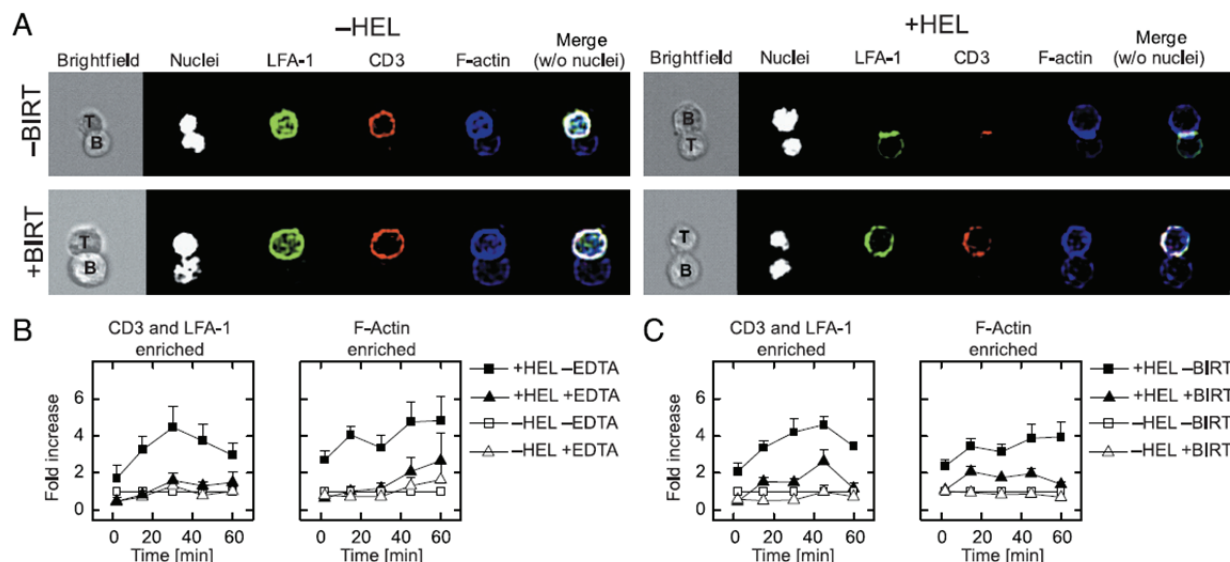 A
–HEL
+HEL
Brightfield Nuclei LFA-1 CD3 F-actin Merge (w/o nuclei)
Brightfield Nuclei LFA-1 CD3 F-actin Merge (w/o nuclei)
–BIRT
T
B
B
T
+BIRT
T
B
T
B
B
CD3 and LFA-1
enriched
F-Actin
enriched
Fold increase
6
4
2
0
0 20 40 60
Time [min]
0 20 40 60
Time [min]
+HEL –EDTA
+HEL +EDTA
–HEL –EDTA
–HEL +EDTA
C
CD3 and LFA-1
enriched
F-Actin
enriched
Fold increase
6
4
2
0
0 20 40 60
Time [min]
0 20 40 60
Time [min]
+HEL –BIRT
+HEL +BIRT
–HEL –BIRT
–HEL +BIRT